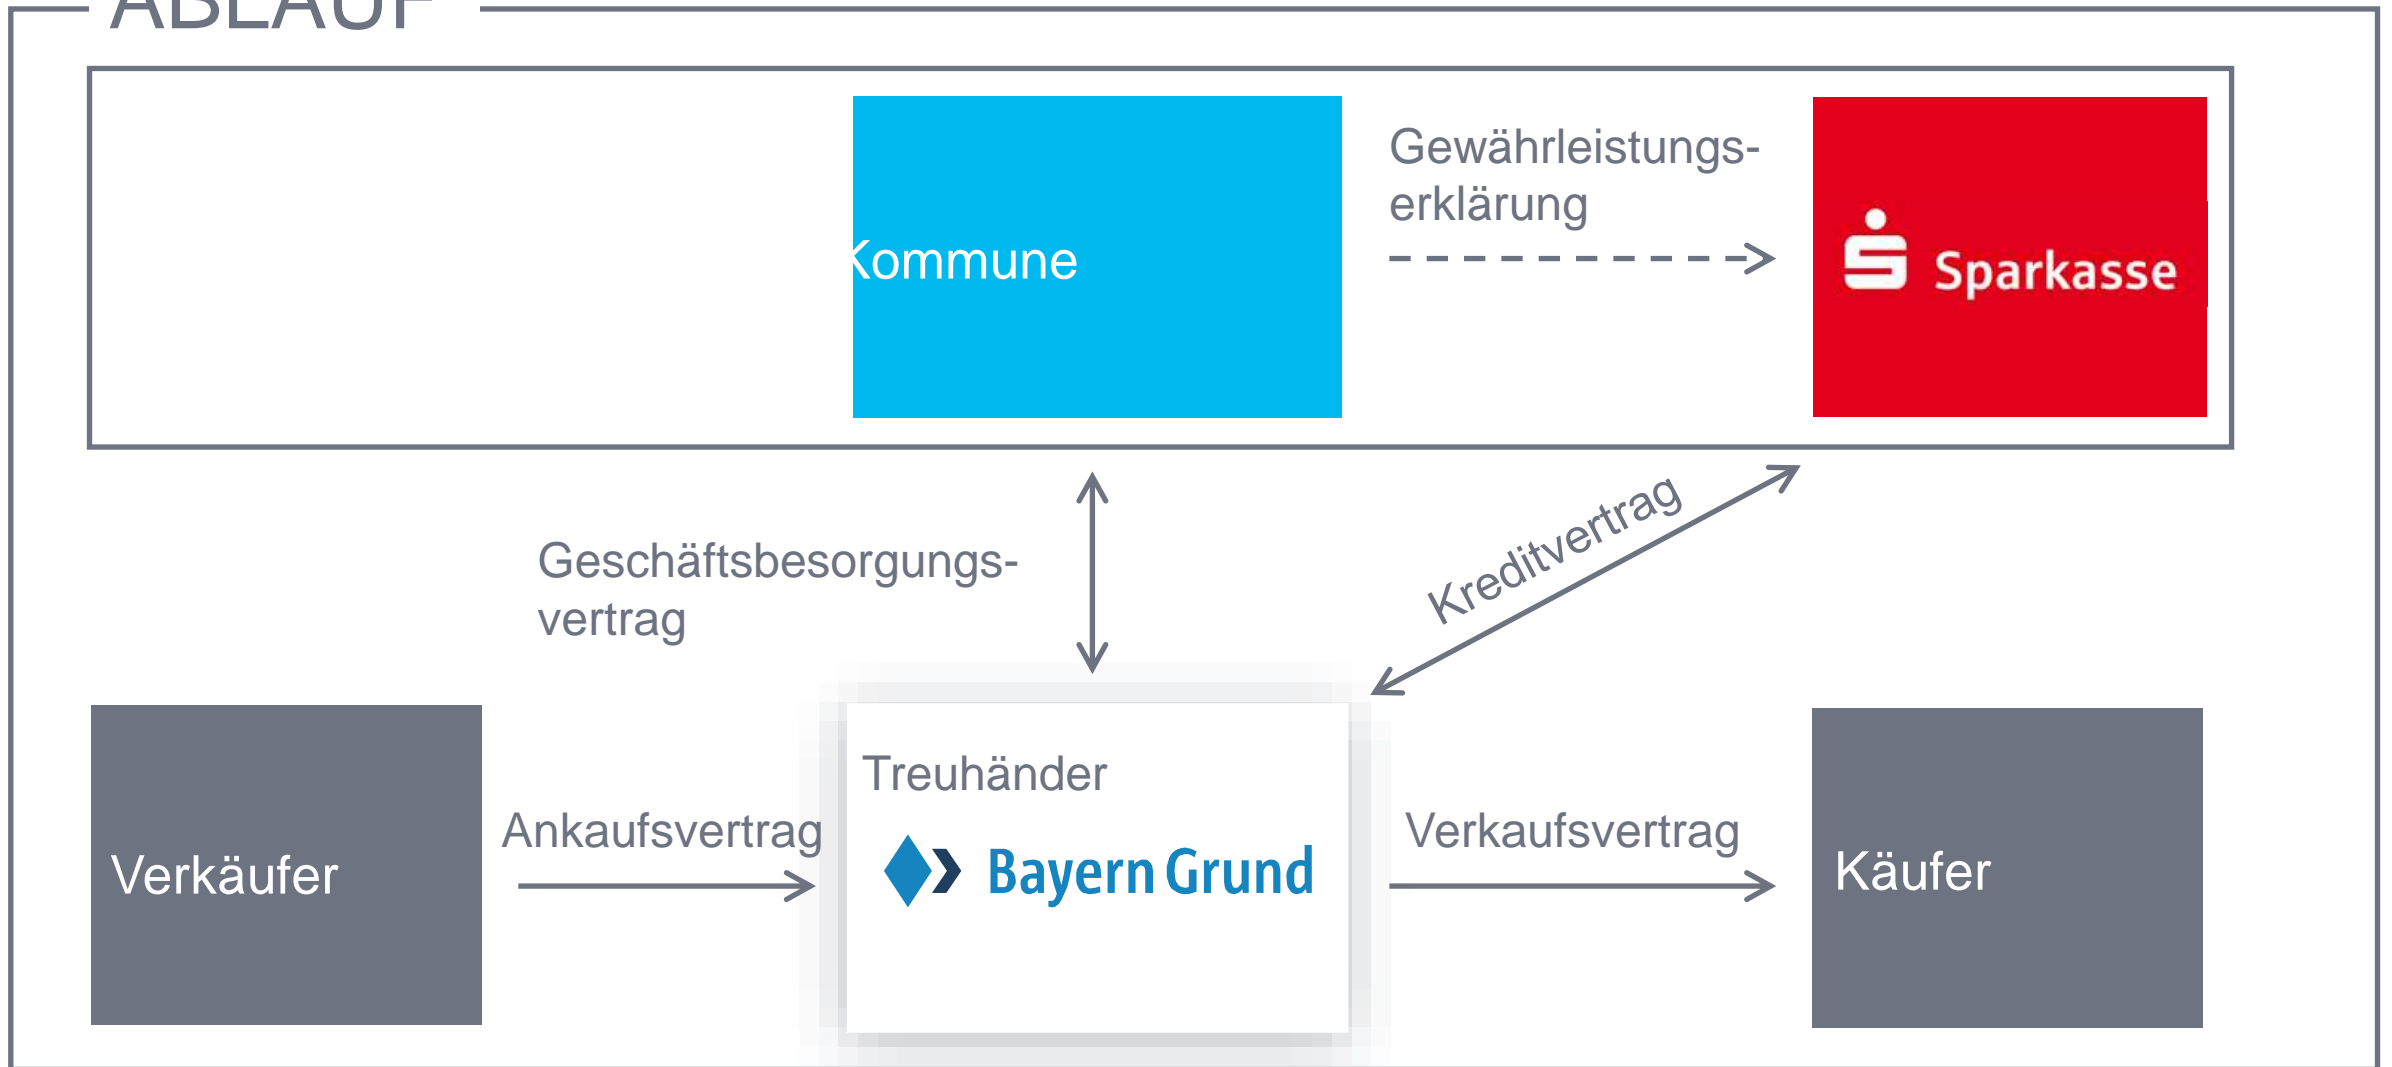 ABLAUF
Gewährleistungs-
erklärung
Kommune
Sparkasse
Geschäftsbesorgungs-
vertrag
Kreditvertrag
Treuhänder
Ankaufsvertrag
Verkaufsvertrag
Verkäufer
Bayern Grund
Käufer